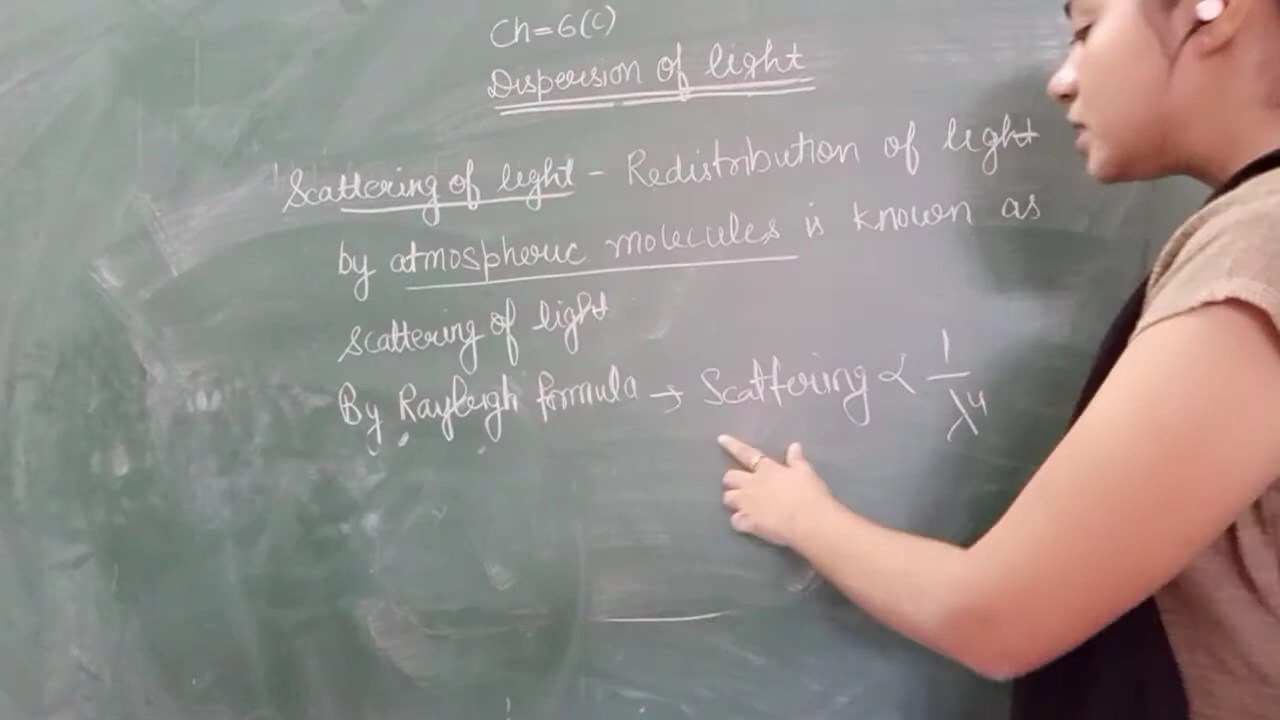 Ch=6(C)
Dispersion of light
Scattering of light - Redistribution of light
by atmospheric molecules is known as
Scattering of light
By Rayleigh formula → Scattering ∝ 1/λ⁴